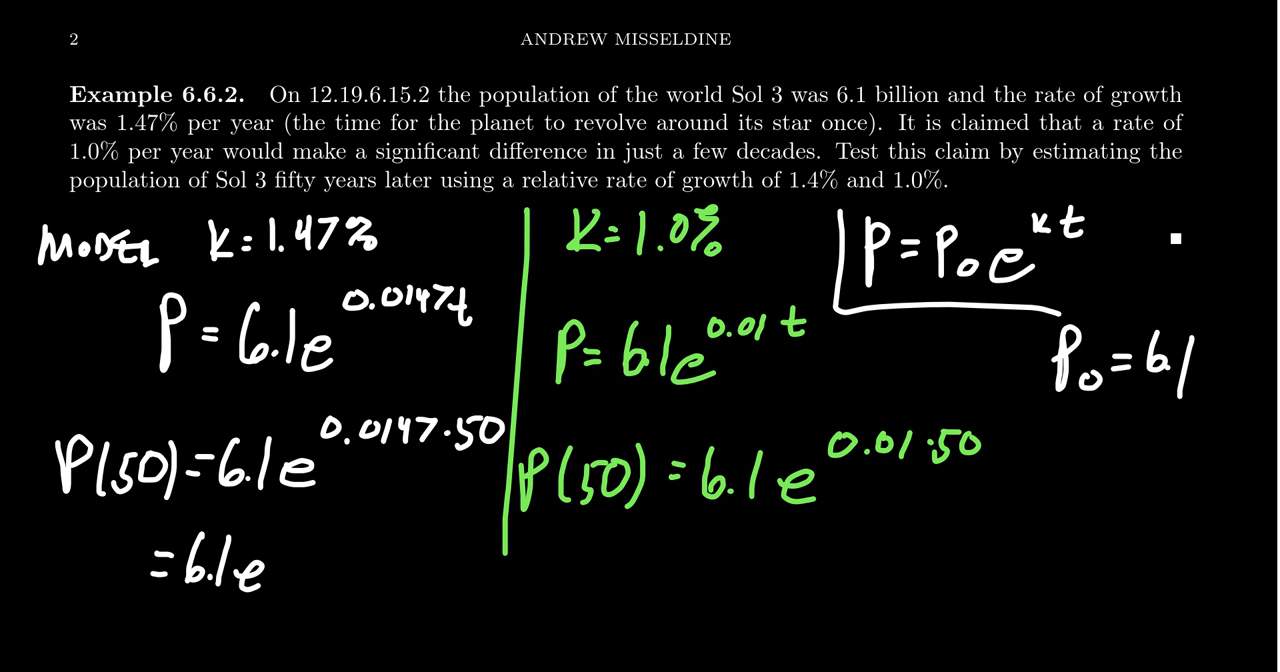 2 ANDREW MISSELDINE
Example 6.6.2. On 12.19.6.15.2 the population of the world Sol 3 was 6.1 billion and the rate of growth
was 1.47% per year (the time for the planet to revolve around its star once). It is claimed that a rate of
1.0% per year would make a significant difference in just a few decades. Test this claim by estimating the
population of Sol 3 fifty years later using a relative rate of growth of 1.4% and 1.0%.
MODEL K=1.47%
P=6.1e^0.0147t
P(50)=6.1e^0.0147·50
=6.1e
K=1.0%
P=6.1e^0.01t
P(50)=6.1e^0.01·50
P=P₀e^kt
P₀=6.1